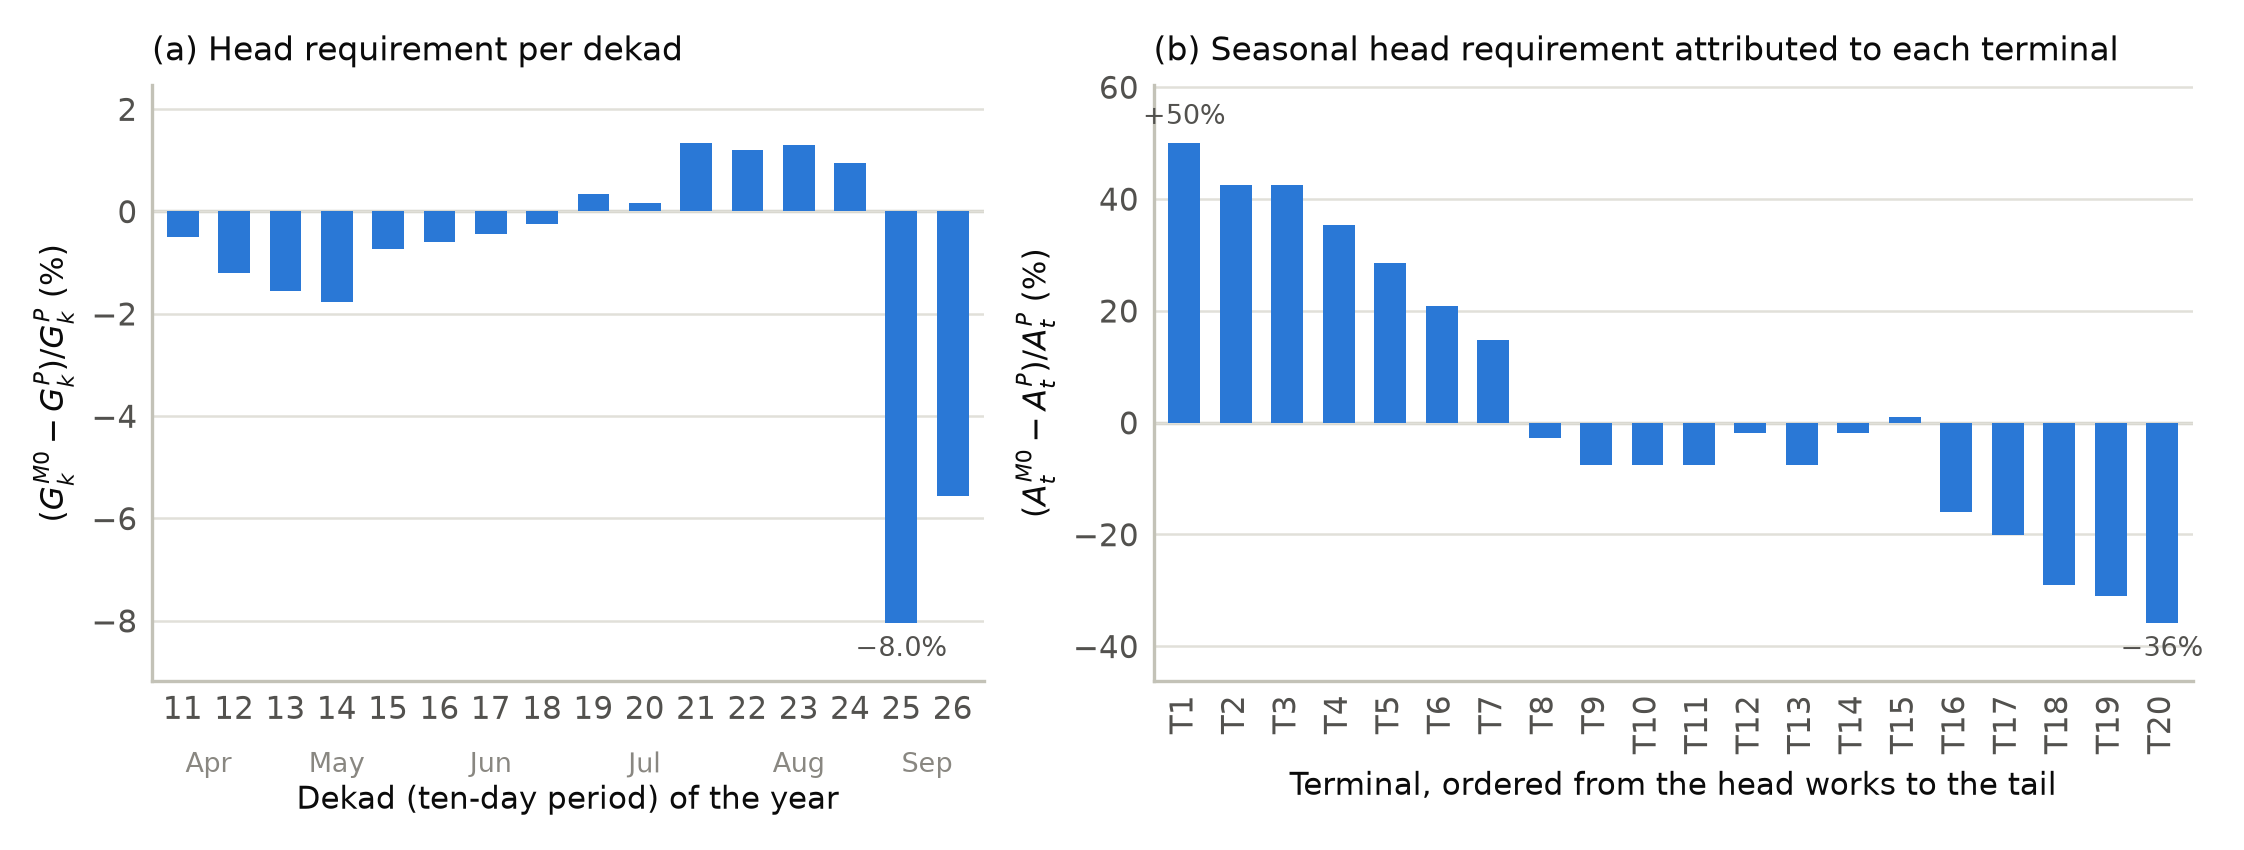 (a) Head requirement per dekad
2
0
−2
−4
−6
−8
(G_k^{M0} − G_k^P)/G_k^P (%)
−8.0%
11 12 13 14 15 16 17 18 19 20 21 22 23 24 25 26
Apr May Jun Jul Aug Sep
Dekad (ten-day period) of the year
(b) Seasonal head requirement attributed to each terminal
60
40
20
0
−20
−40
(A_t^{M0} − A_t^P)/A_t^P (%)
+50%
−36%
T1 T2 T3 T4 T5 T6 T7 T8 T9 T10 T11 T12 T13 T14 T15 T16 T17 T18 T19 T20
Terminal, ordered from the head works to the tail